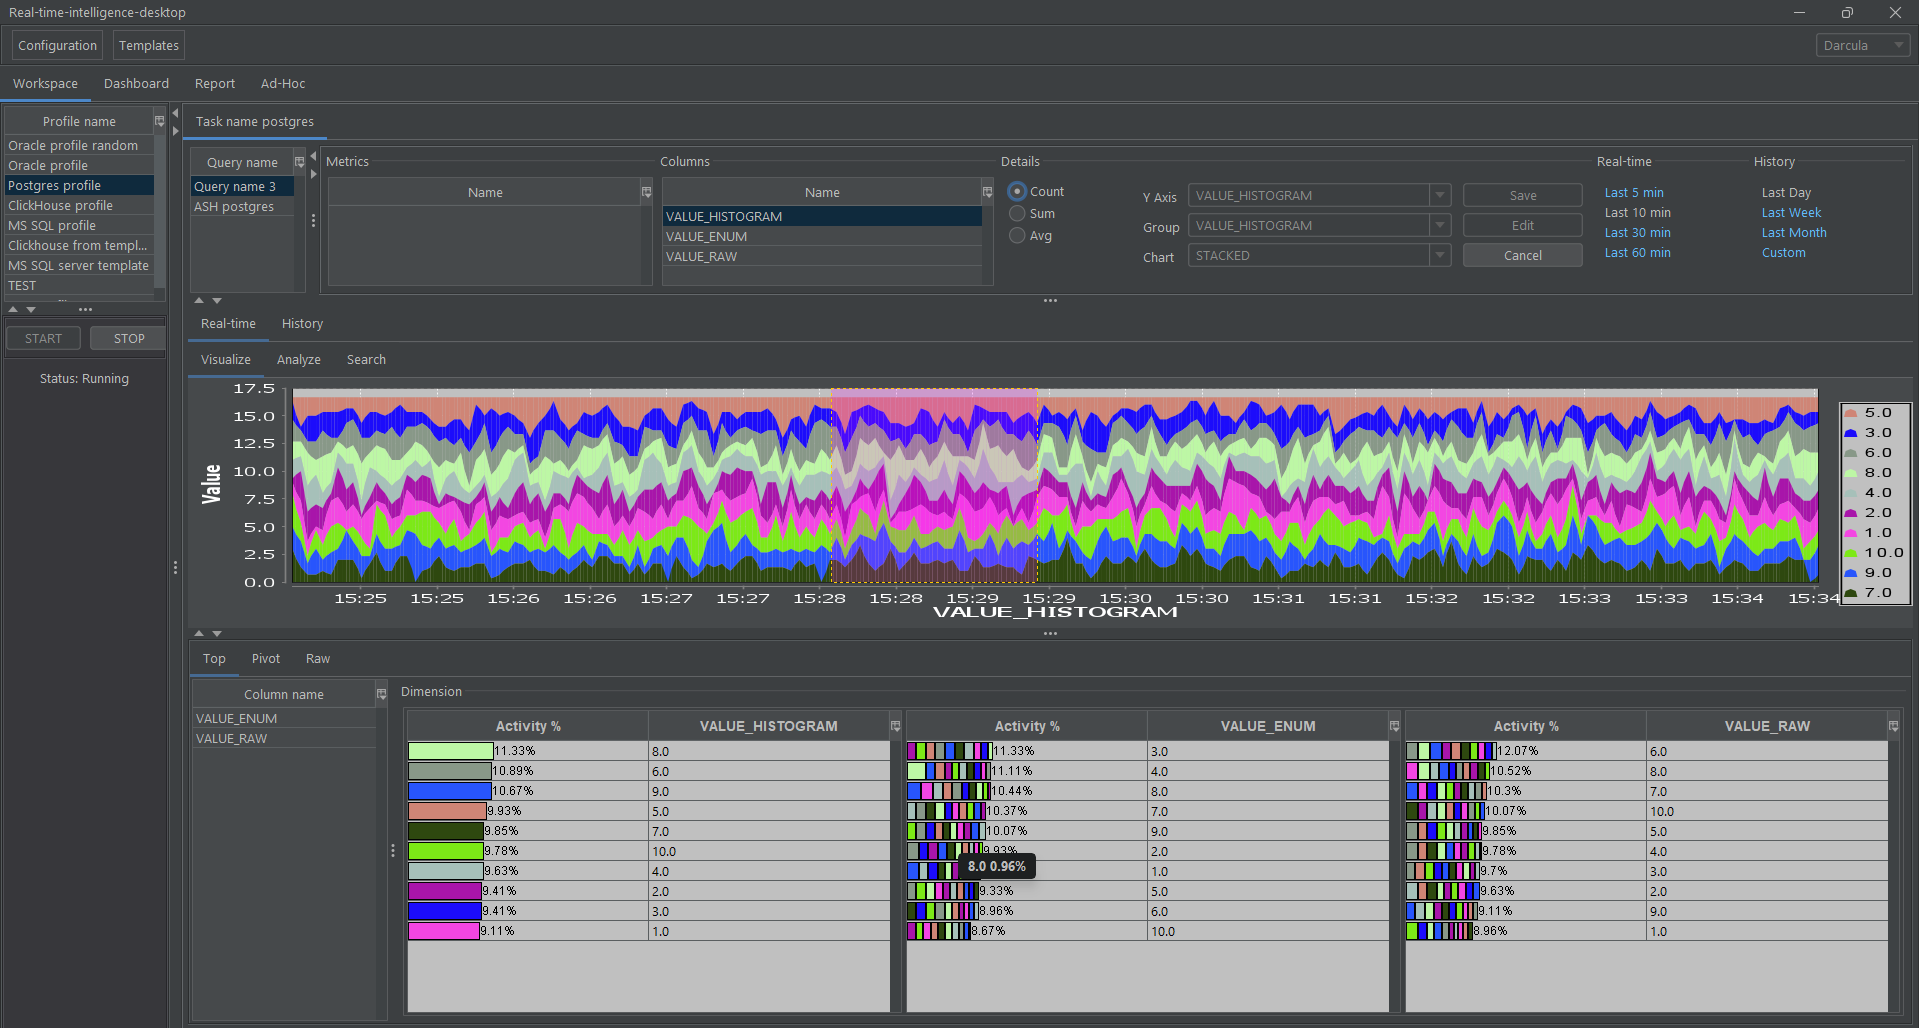 Real-time-intelligence-desktop
Configuration Templates Darcula
Workspace Dashboard Report Ad-Hoc
Profile name
Oracle profile random
Oracle profile
Postgres profile
ClickHouse profile
MS SQL profile
Clickhouse from templ...
MS SQL server template
TEST
START STOP
Status: Running
Task name postgres
Query name
Query name 3
ASH postgres
Metrics
Name
Columns
Name
VALUE_HISTOGRAM
VALUE_ENUM
VALUE_RAW
Details
Count
Sum
Avg
Y Axis VALUE_HISTOGRAM Save
Group VALUE_HISTOGRAM Edit
Chart STACKED Cancel
Real-time
Last 5 min
Last 10 min
Last 30 min
Last 60 min
History
Last Day
Last Week
Last Month
Custom
Real-time History
Visualize Analyze Search
Value
17.5
15.0
12.5
10.0
7.5
5.0
2.5
0.0
15:25 15:25 15:26 15:26 15:27 15:27 15:28 15:28 15:29 15:29 15:30 15:30 15:31 15:31 15:32 15:32 15:33 15:33 15:34 15:34
VALUE_HISTOGRAM
5.0
3.0
6.0
8.0
4.0
2.0
1.0
10.0
9.0
7.0
Top Pivot Raw
Column name
VALUE_ENUM
VALUE_RAW
Dimension
Activity % VALUE_HISTOGRAM
11.33% 8.0
10.89% 6.0
10.67% 9.0
9.93% 5.0
9.85% 7.0
9.78% 10.0
9.63% 4.0
9.41% 2.0
9.41% 3.0
9.11% 1.0
Activity % VALUE_ENUM
11.33% 3.0
11.11% 4.0
10.44% 8.0
10.37% 7.0
10.07% 9.0
9.93% 2.0
8.0 0.96%
1.0
9.33% 5.0
8.96% 6.0
8.67% 10.0
Activity % VALUE_RAW
12.07% 6.0
10.52% 8.0
10.3% 7.0
10.07% 10.0
9.85% 5.0
9.78% 4.0
9.7% 3.0
9.63% 2.0
9.11% 9.0
8.96% 1.0